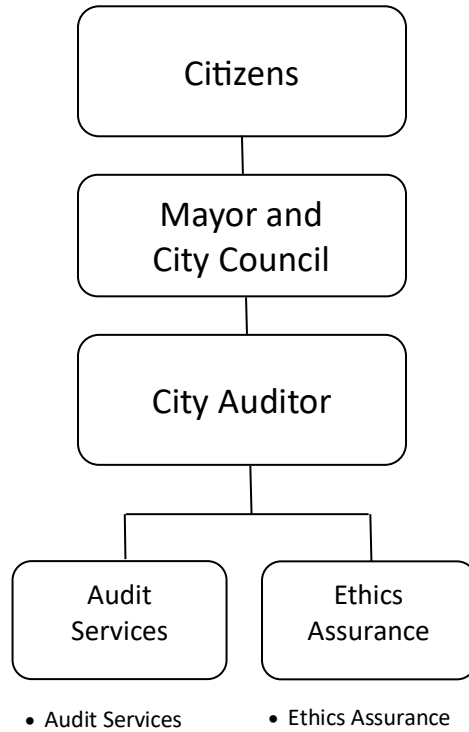 Citizens
Mayor and
City Council
City Auditor
Audit
Services
Ethics
Assurance
• Audit Services
• Ethics Assurance